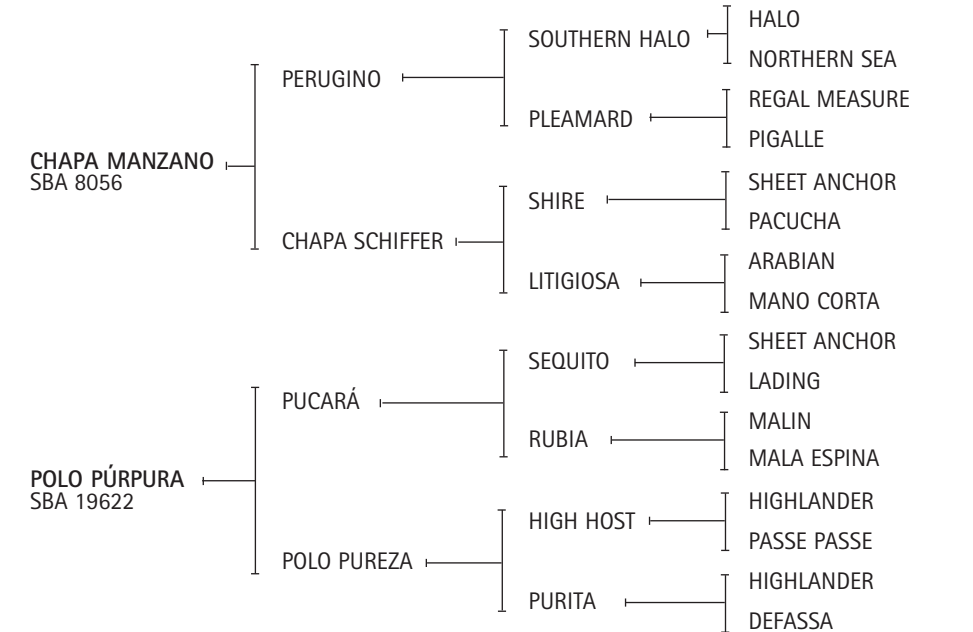 CHAPA MANZANO
SBA 8056
PERUGINO
SOUTHERN HALO
HALO
NORTHERN SEA
PLEAMARD
REGAL MEASURE
PIGALLE
CHAPA SCHIFFER
SHIRE
SHEET ANCHOR
PACUCHA
LITIGIOSA
ARABIAN
MANO CORTA
POLO PÚRPURA
SBA 19622
PUCARÁ
SEQUITO
SHEET ANCHOR
LADING
RUBIA
MALIN
MALA ESPINA
POLO PUREZA
HIGH HOST
HIGHLANDER
PASSE PASSE
PURITA
HIGHLANDER
DEFASSA